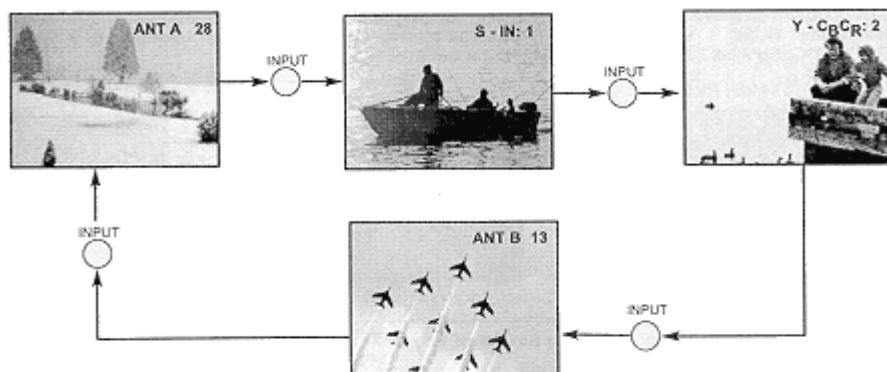 ANT A 28
INPUT
S - IN: 1
INPUT
Y - CBCR: 2
INPUT
ANT B 13
INPUT